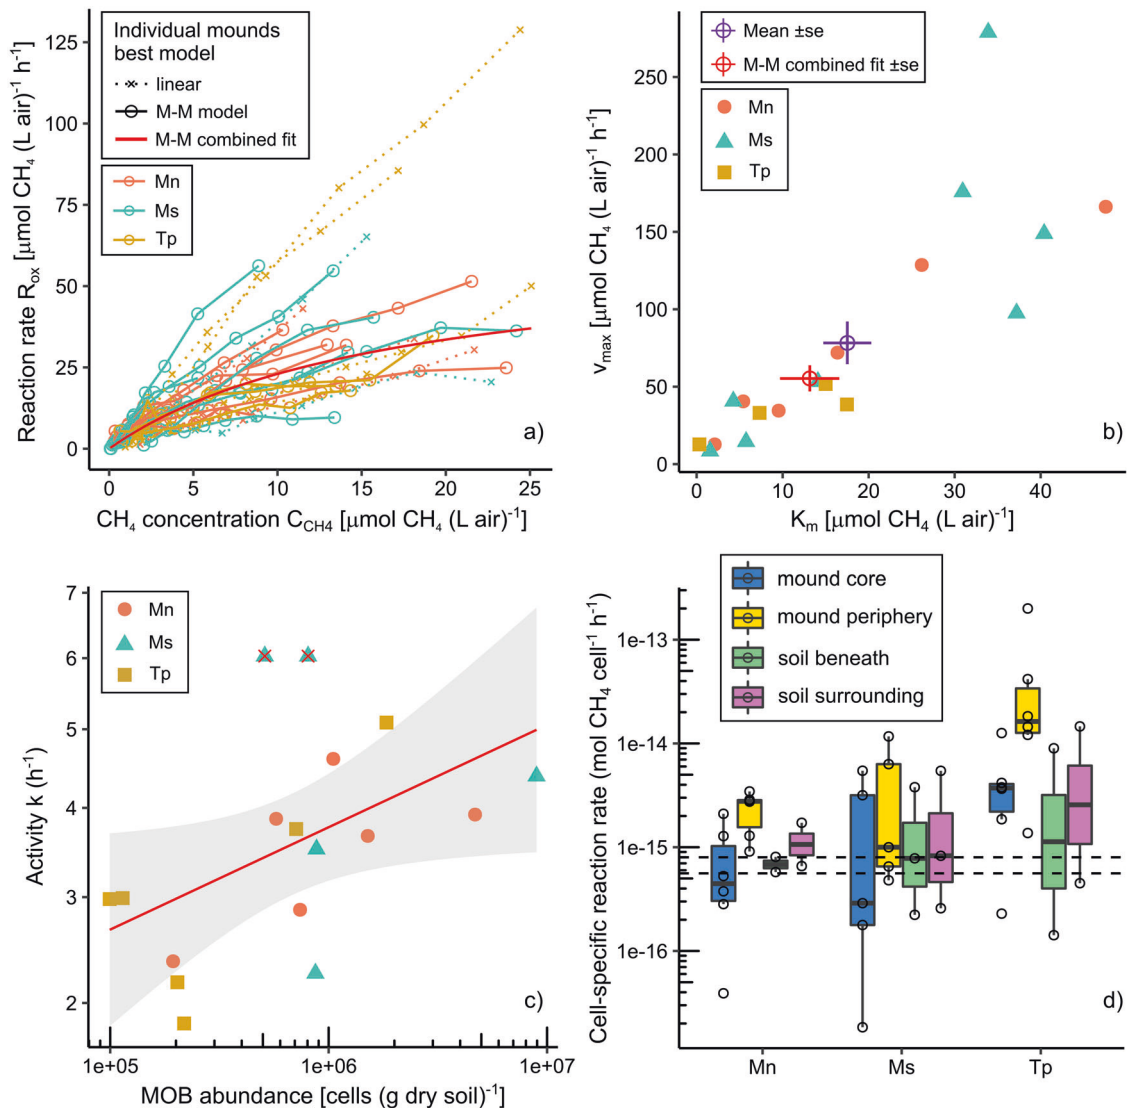 Individual mounds
best model
linear
M-M model
M-M combined fit
Mn
Ms
Tp
125
100
75
50
25
0
Reaction rate Rox [μmol CH4 (L air)-1 h-1]
0 5 10 15 20 25
CH4 concentration CCH4 [μmol CH4 (L air)-1]
a)
Mean ±se
M-M combined fit ±se
Mn
Ms
Tp
250
200
150
100
50
0
vmax [μmol CH4 (L air)-1 h-1]
0 10 20 30 40
Km [μmol CH4 (L air)-1]
b)
Mn
Ms
Tp
7
6
5
4
3
2
Activity k (h-1)
1e+05 1e+06 1e+07
MOB abundance [cells (g dry soil)-1]
c)
mound core
mound periphery
soil beneath
soil surrounding
1e-13
1e-14
1e-15
1e-16
Cell-specific reaction rate (mol CH4 cell-1 h-1)
Mn Ms Tp
d)